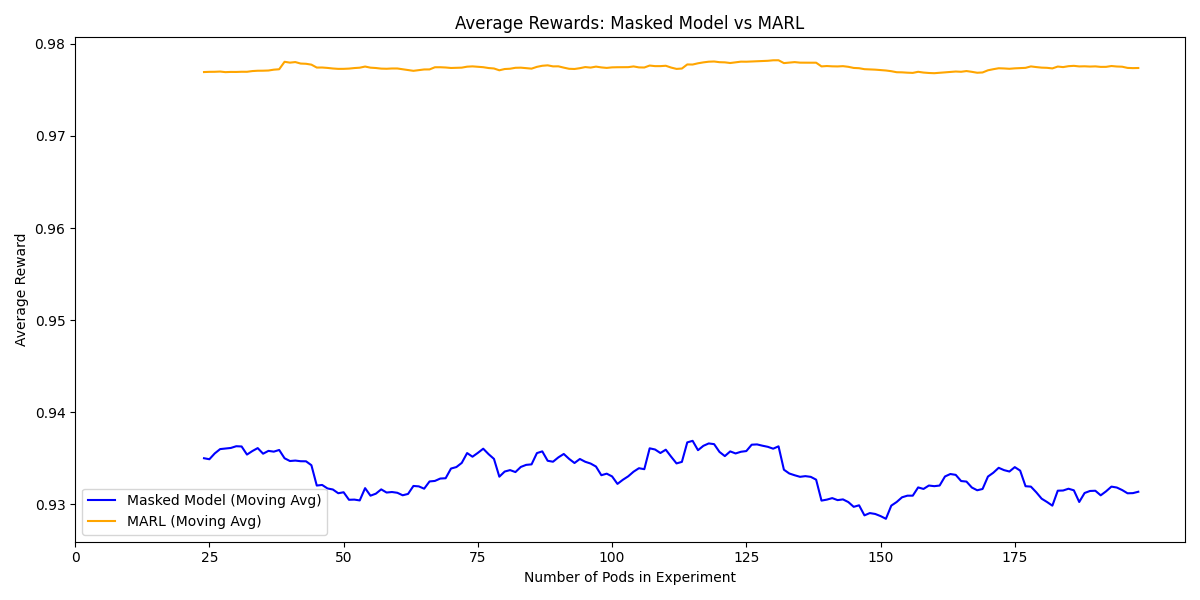 Average Rewards: Masked Model vs MARL
0.98
0.97
0.96
0.95
0.94
0.93
Average Reward
Masked Model (Moving Avg)
MARL (Moving Avg)
0
25
50
75
100
125
150
175
Number of Pods in Experiment